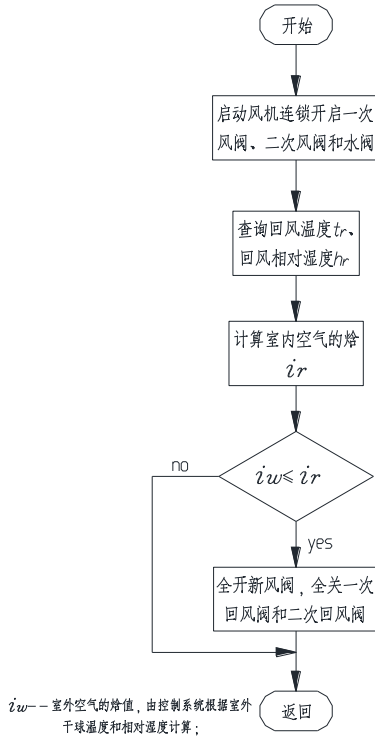 开始
启动风机连锁开启一次
风阀、二次风阀和水阀
查询回风温度tr、
回风相对湿度hr
计算室内空气的焓
ir
no
iw≤ir
yes
全开新风阀，全关一次
回风阀和二次回风阀
iw--室外空气的焓值，由控制系统根据室外
干球温度和相对湿度计算；
返回